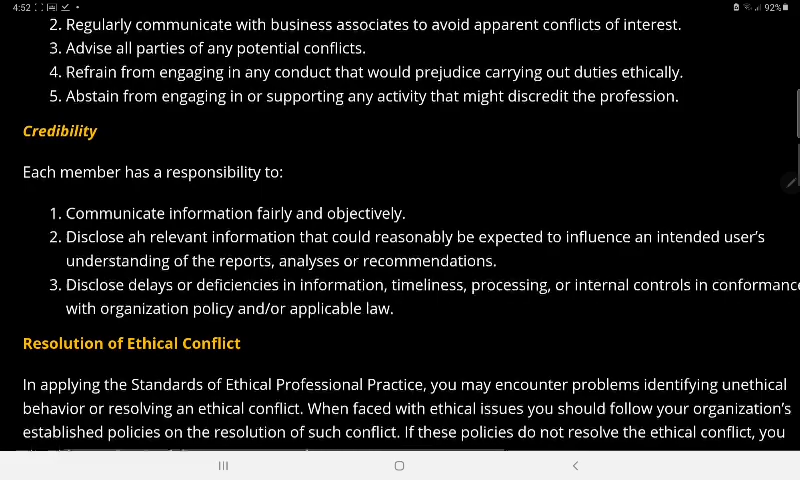 4:52 92%
2. Regularly communicate with business associates to avoid apparent conflicts of interest.
3. Advise all parties of any potential conflicts.
4. Refrain from engaging in any conduct that would prejudice carrying out duties ethically.
5. Abstain from engaging in or supporting any activity that might discredit the profession.
Credibility
Each member has a responsibility to:
1. Communicate information fairly and objectively.
2. Disclose ah relevant information that could reasonably be expected to influence an intended user’s
understanding of the reports, analyses or recommendations.
3. Disclose delays or deficiencies in information, timeliness, processing, or internal controls in conformance
with organization policy and/or applicable law.
Resolution of Ethical Conflict
In applying the Standards of Ethical Professional Practice, you may encounter problems identifying unethical
behavior or resolving an ethical conflict. When faced with ethical issues you should follow your organization’s
established policies on the resolution of such conflict. If these policies do not resolve the ethical conflict, you